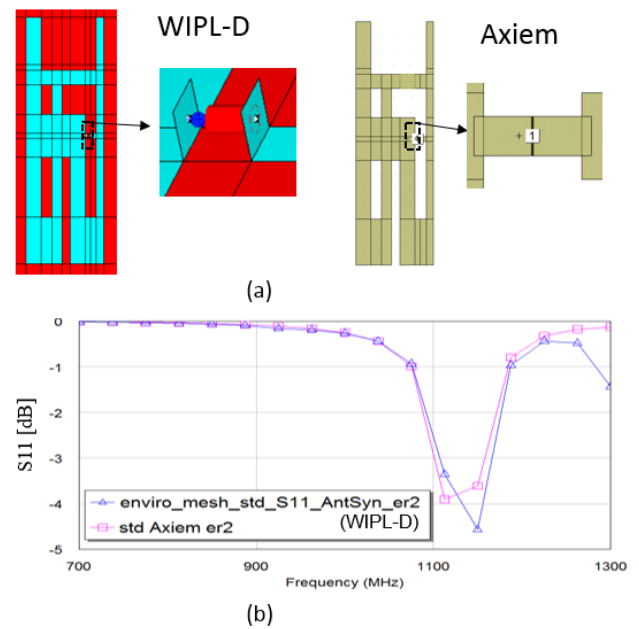 WIPL-D
Axiem
1
(a)
0
-1
-2
-3
-4
-5
S11 [dB]
enviro_mesh_std_S11_AntSyn_er2
(WIPL-D)
std Axiem er2
700
900
1100
1300
Frequency (MHz)
(b)